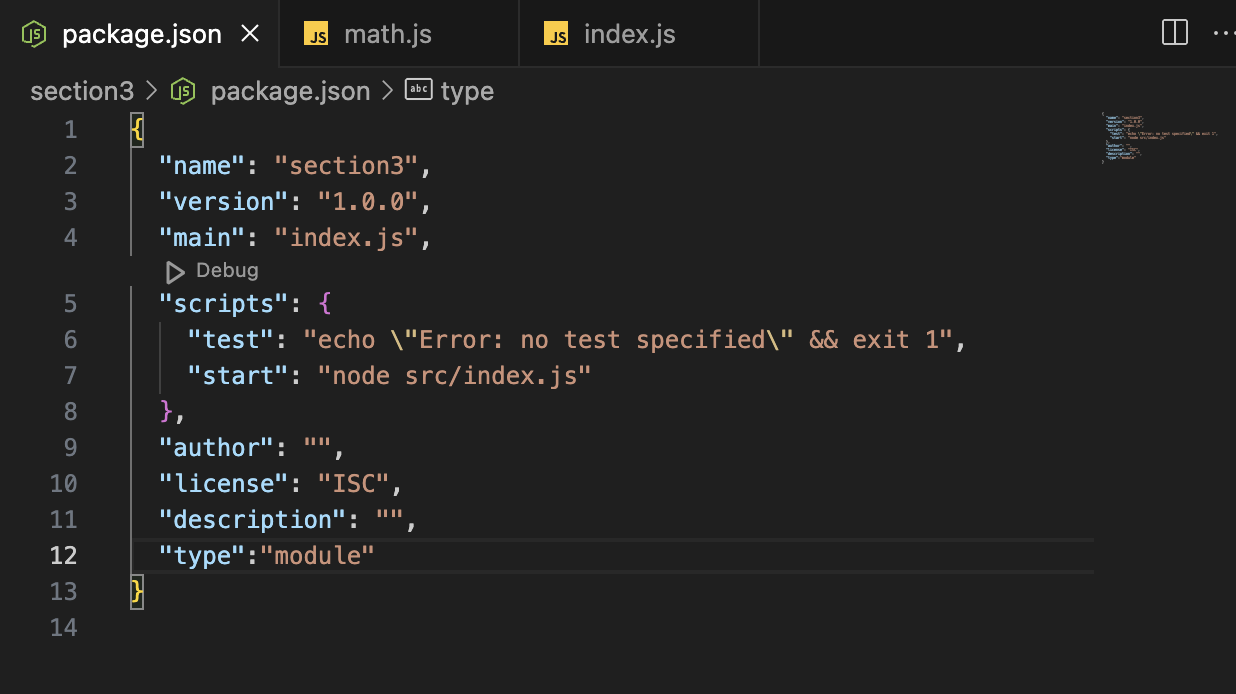 package.json × JS math.js JS index.js ...
section3 > package.json > abc type
1 {
2 "name": "section3",
3 "version": "1.0.0",
4 "main": "index.js",
Debug
5 "scripts": {
6 "test": "echo \"Error: no test specified\" && exit 1",
7 "start": "node src/index.js"
8 },
9 "author": "",
10 "license": "ISC",
11 "description": "",
12 "type":"module"
13 }
14